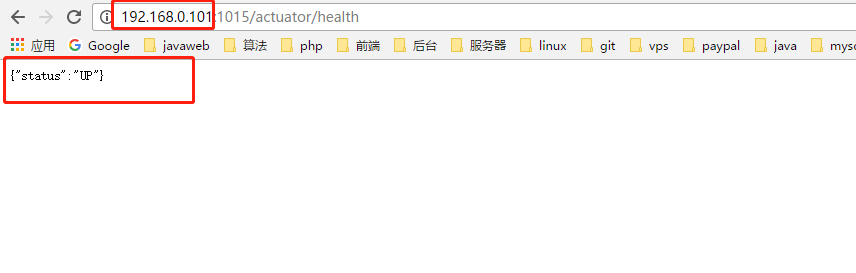 192.168.0.101:1015/actuator/health
应用 Google javaweb 算法 php 前端 后台 服务器 linux git vps paypal java mysc
{"status":"UP"}